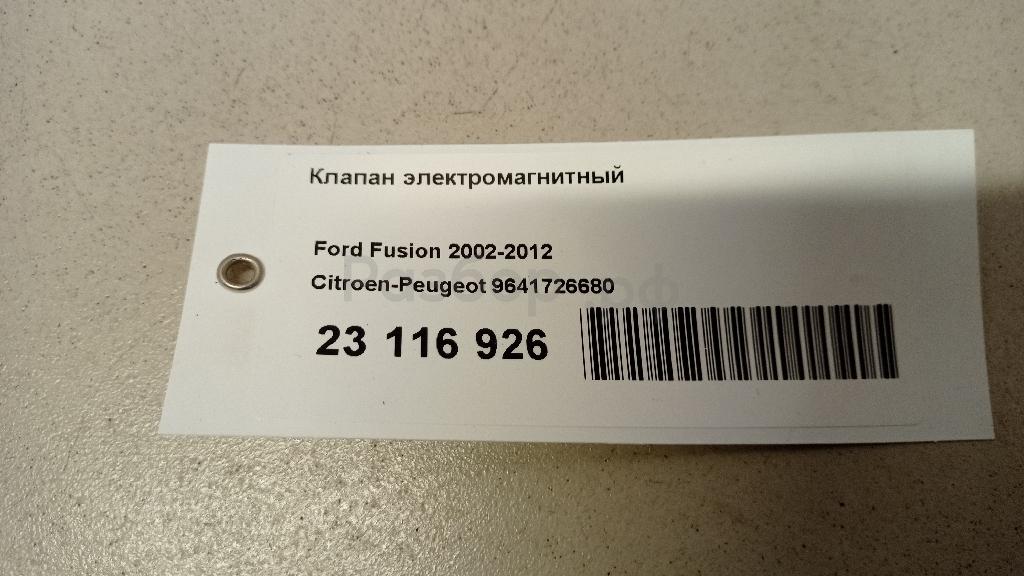 Клапан электромагнитный
Ford Fusion 2002-2012
Разбор.рф
Citroen-Peugeot 9641726680
23 116 926